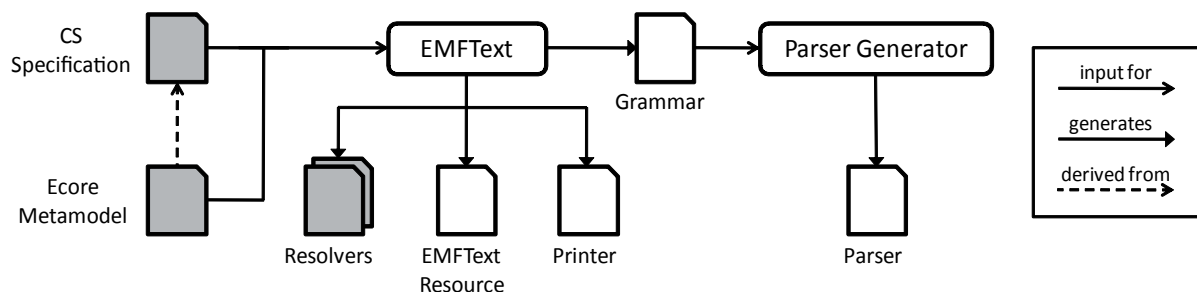 CS
Specification
EMFText
Parser Generator
Grammar
input for
generates
derived from
Ecore
Metamodel
Resolvers
EMFText
Resource
Printer
Parser